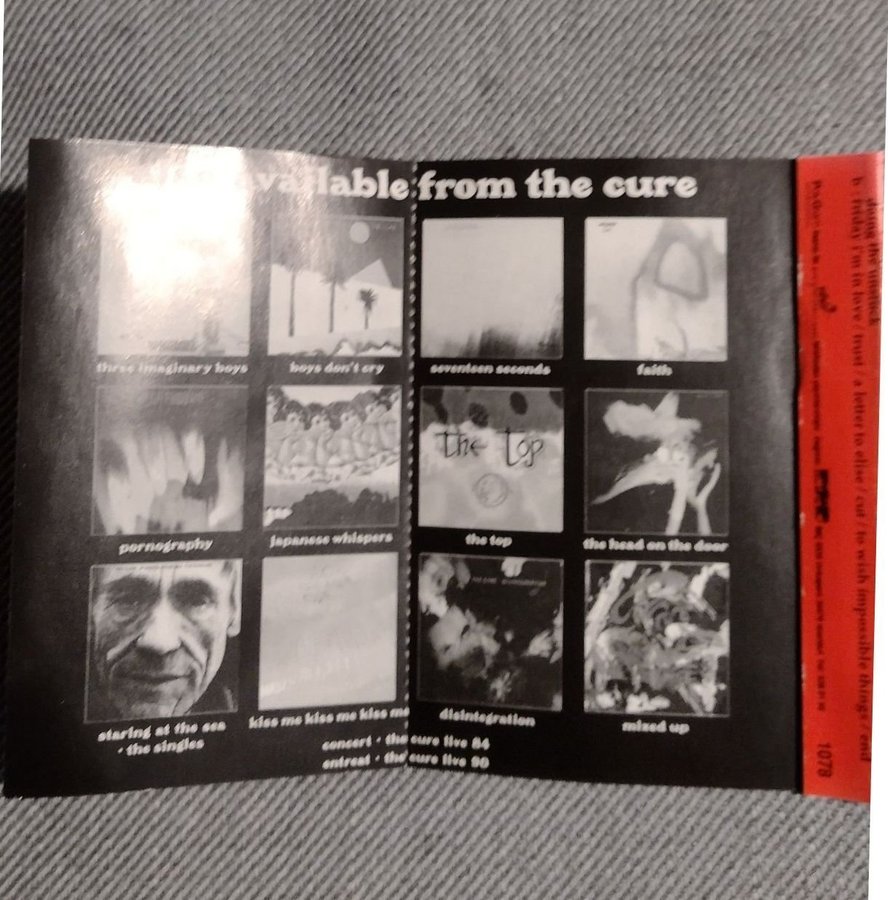 available from the cure
three imaginary boys
boys don't cry
seventeen seconds
faith
pornography
japanese whispers
the top
the top
the head on the door
staring at the sea
· the singles
kiss me kiss me kiss me
disintegration
mixed up
concert · the cure live 84
entreat · the cure live 90
doing the unstuck
b friday i'm in love / trust / a letter to elise / cut / to wish impossible things / end
1078